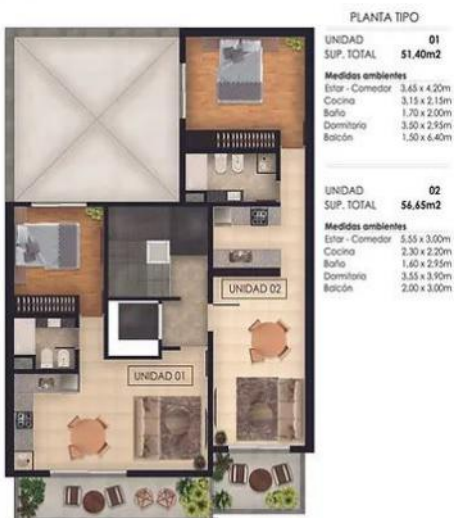 PLANTA TIPO
UNIDAD 01
SUP. TOTAL 51,40m2
Medidas ambientes
Estar - Comedor 3,65 x 4,20m
Cocina 3,15 x 2,15m
Baño 1,70 x 2,00m
Dormitorio 3,50 x 2,95m
Balcón 1,50 x 6,40m
UNIDAD 02
SUP. TOTAL 56,65m2
Medidas ambientes
Estar - Comedor 5,55 x 3,00m
Cocina 2,30 x 2,20m
Baño 1,60 x 2,95m
Dormitorio 3,55 x 3,90m
Balcón 2,00 x 3,00m
UNIDAD 02
UNIDAD 01